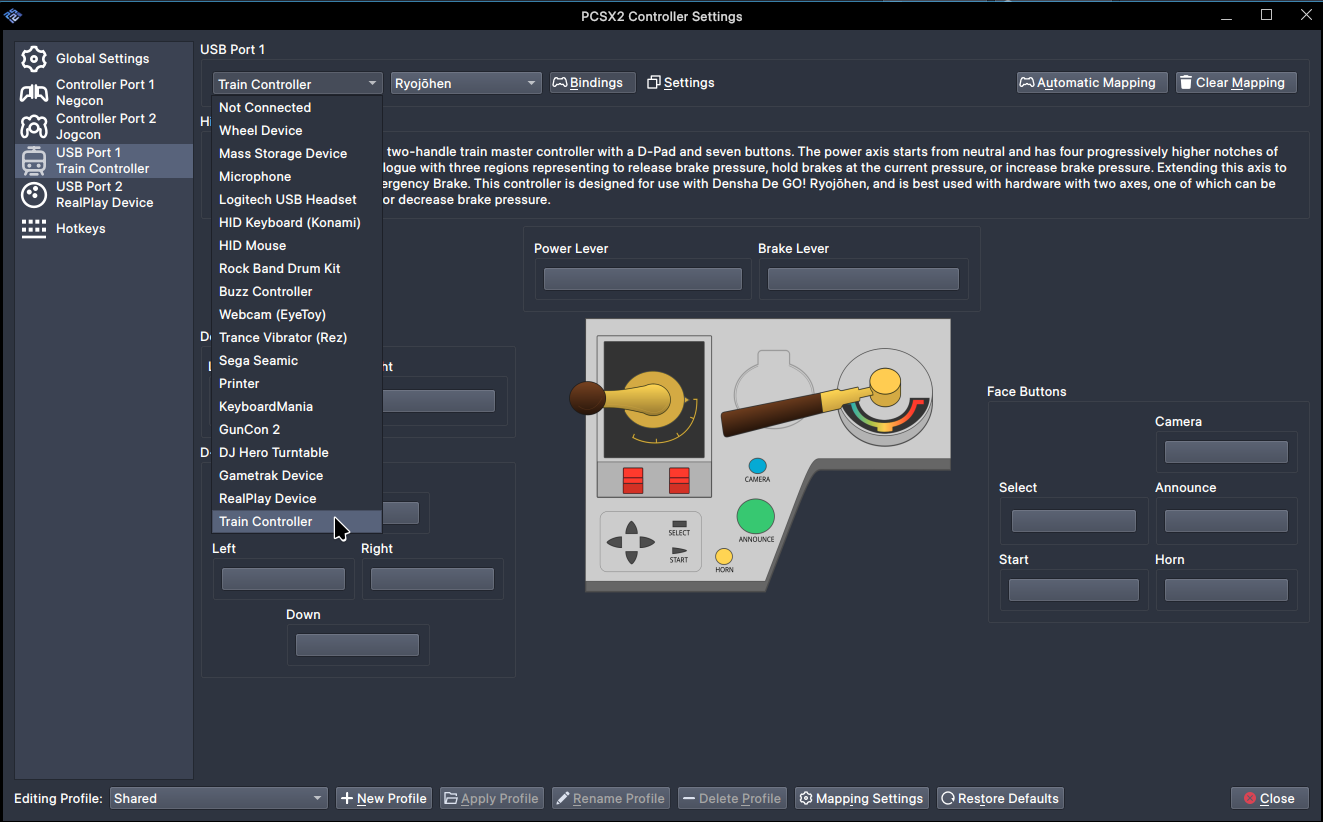 PCSX2 Controller Settings
Global Settings
Controller Port 1
Negcon
Controller Port 2
Jogcon
USB Port 1
Train Controller
USB Port 2
RealPlay Device
Hotkeys
USB Port 1
Train Controller
Ryojōhen
Bindings
Settings
Automatic Mapping
Clear Mapping
Not Connected
Wheel Device
Mass Storage Device
Microphone
Logitech USB Headset
HID Keyboard (Konami)
HID Mouse
Rock Band Drum Kit
Buzz Controller
Webcam (EyeToy)
Trance Vibrator (Rez)
Sega Seamic
Printer
KeyboardMania
GunCon 2
DJ Hero Turntable
Gametrak Device
RealPlay Device
Train Controller
two-handle train master controller with a D-Pad and seven buttons. The power axis starts from neutral and has four progressively higher notches of
logue with three regions representing to release brake pressure, hold brakes at the current pressure, or increase brake pressure. Extending this axis to
ergency Brake. This controller is designed for use with Densha De GO! Ryojōhen, and is best used with hardware with two axes, one of which can be
or decrease brake pressure.
Power Lever
Brake Lever
ht
Left
Right
Down
CAMERA
ANNOUNCE
SELECT
START
HORN
Face Buttons
Camera
Select
Announce
Start
Horn
Editing Profile:
Shared
New Profile
Apply Profile
Rename Profile
Delete Profile
Mapping Settings
Restore Defaults
Close